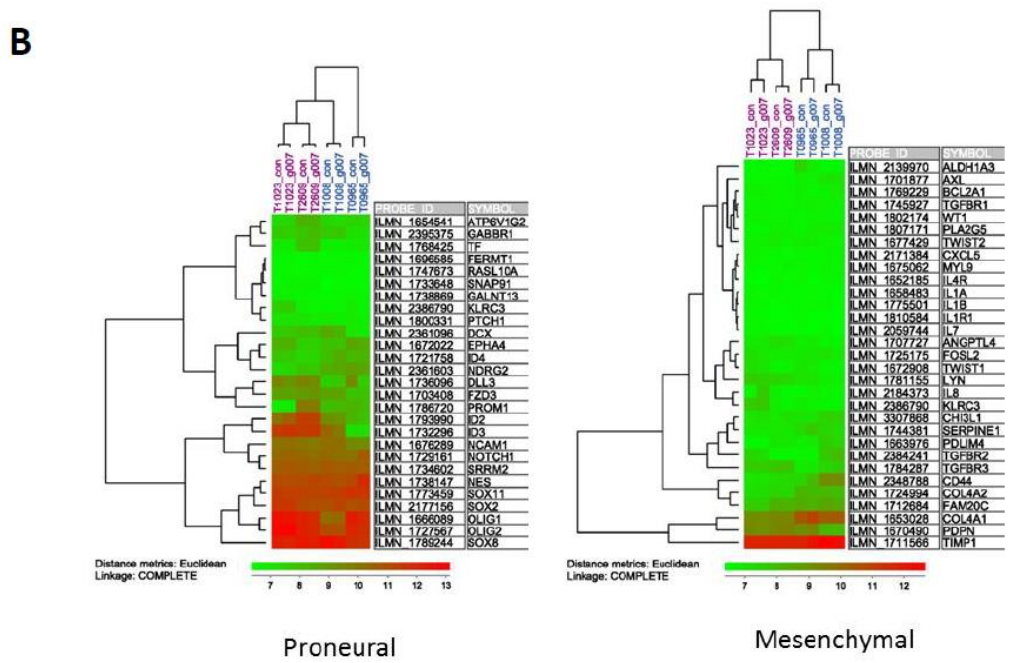 B
T1023_con
T1023_g007
T2609_con
T2609_g007
T1008_con
T1008_g007
T0965_con
T0965_g007
PROBE_ID SYMBOL
ILMN_1654541 ATP6V1G2
ILMN_2395375 GABBR1
ILMN_1768425 TF
ILMN_1696585 FERMT1
ILMN_1747673 RASL10A
ILMN_1733648 SNAP91
ILMN_1738869 GALNT13
ILMN_2386790 KLRC3
ILMN_1800331 PTCH1
ILMN_2361096 DCX
ILMN_1672022 EPHA4
ILMN_1721758 ID4
ILMN_2361603 NDRG2
ILMN_1736096 DLL3
ILMN_1703408 FZD3
ILMN_1786720 PROM1
ILMN_1793990 ID2
ILMN_1732296 ID3
ILMN_1676289 NCAM1
ILMN_1729161 NOTCH1
ILMN_1734602 SRRM2
ILMN_1738147 NES
ILMN_1773459 SOX11
ILMN_2177156 SOX2
ILMN_1666089 OLIG1
ILMN_1727567 OLIG2
ILMN_1789244 SOX8
Distance metrics: Euclidean
Linkage: COMPLETE
7 8 9 10 11 12 13
Proneural
T1023_con
T1023_g007
T2609_con
T2609_g007
T0965_con
T0965_g007
T1008_con
T1008_g007
PROBE_ID SYMBOL
ILMN_2139970 ALDH1A3
ILMN_1701877 AXL
ILMN_1769229 BCL2A1
ILMN_1745927 TGFBR1
ILMN_1802174 WT1
ILMN_1807171 PLA2G5
ILMN_1677429 TWIST2
ILMN_2171384 CXCL5
ILMN_1675062 MYL9
ILMN_1652185 IL4R
ILMN_1658483 IL1A
ILMN_1775501 IL1B
ILMN_1810584 IL1R1
ILMN_2059744 IL7
ILMN_1707727 ANGPTL4
ILMN_1725175 FOSL2
ILMN_1672908 TWIST1
ILMN_1781155 LYN
ILMN_2184373 IL8
ILMN_2386790 KLRC3
ILMN_3307868 CHI3L1
ILMN_1744381 SERPINE1
ILMN_1663976 PDLIM4
ILMN_2384241 TGFBR2
ILMN_1784287 TGFBR3
ILMN_2348788 CD44
ILMN_1724994 COL4A2
ILMN_1712684 FAM20C
ILMN_1653028 COL4A1
ILMN_1670490 PDPN
ILMN_1711566 TIMP1
Distance metrics: Euclidean
Linkage: COMPLETE
7 8 9 10 11 12
Mesenchymal